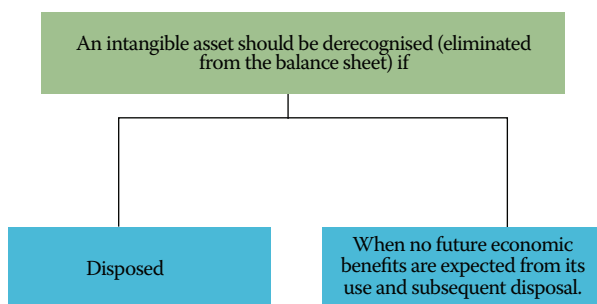 An intangible asset should be derecognised (eliminated
from the balance sheet) if
Disposed
When no future economic
benefits are expected from its
use and subsequent disposal.